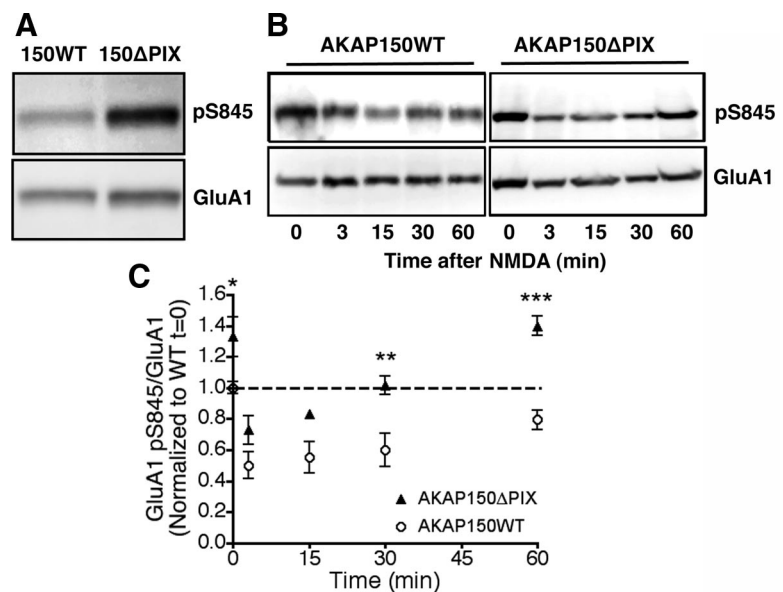 A
150WT 150ΔPIX
pS845
GluA1
B
AKAP150WT AKAP150ΔPIX
pS845
GluA1
0 3 15 30 60 0 3 15 30 60
Time after NMDA (min)
C
GluA1 pS845/GluA1
(Normalized to WT t=0)
1.6
1.4
1.2
1.0
0.8
0.6
0.4
0.2
0.0
*
**
***
AKAP150ΔPIX
AKAP150WT
0 15 30 45 60
Time (min)